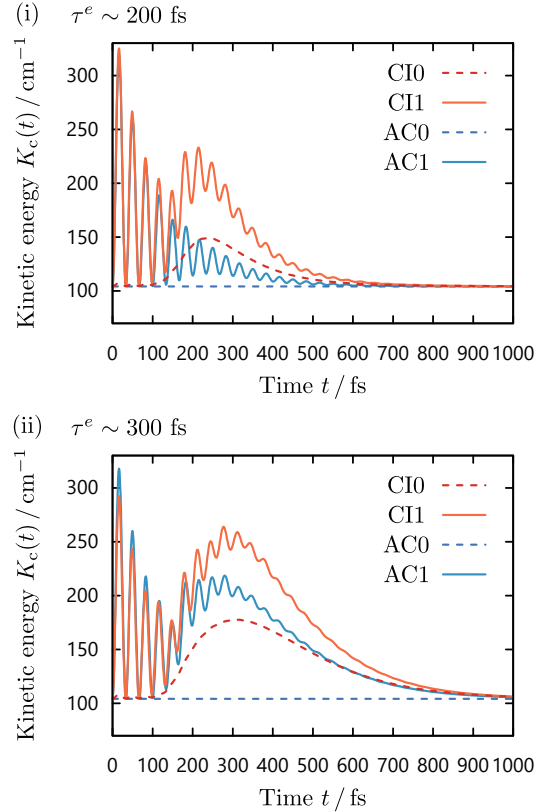 (i) τᵉ ∼ 200 fs
Kinetic energy K_c(t) / cm⁻¹
300
250
200
150
100
CI0
CI1
AC0
AC1
0 100 200 300 400 500 600 700 800 900 1000
Time t / fs
(ii) τᵉ ∼ 300 fs
Kinetic energy K_c(t) / cm⁻¹
300
250
200
150
100
CI0
CI1
AC0
AC1
0 100 200 300 400 500 600 700 800 900 1000
Time t / fs